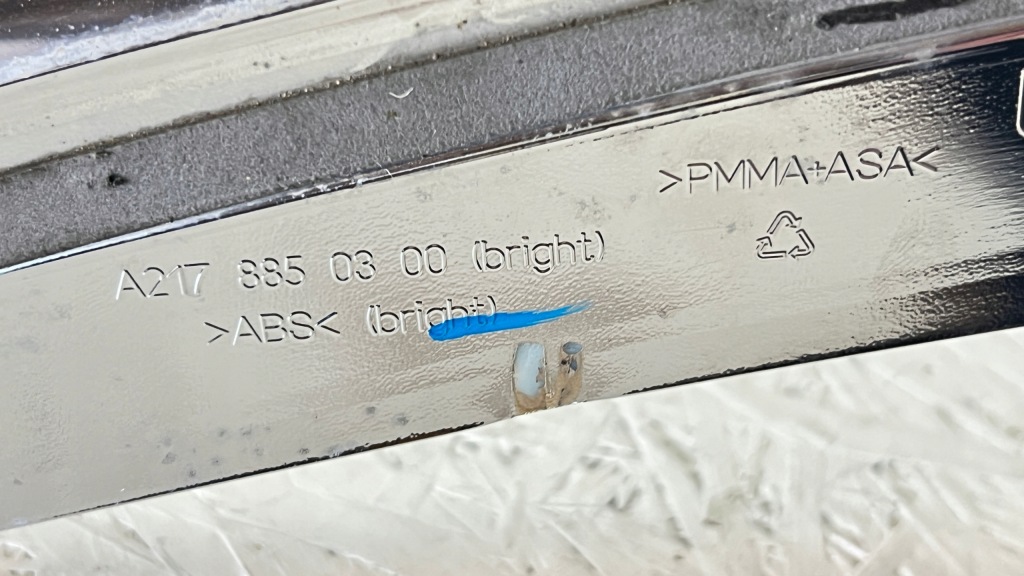 >PMMA+ASA<
A217 885 03 00 (bright)
>ABS< (bright)